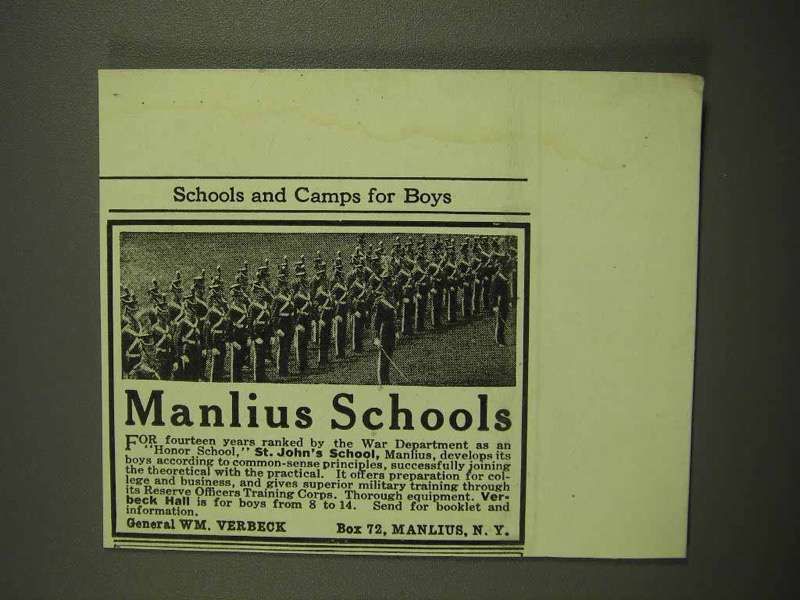 Schools and Camps for Boys
Manlius Schools
FOR fourteen years ranked by the War Department as an
"Honor School," St. John's School, Manlius, develops its
boys according to common-sense principles, successfully joining
the theoretical with the practical. It offers preparation for col-
lege and business, and gives superior military training through
its Reserve Officers Training Corps. Thorough equipment. Ver-
beck Hall is for boys from 8 to 14. Send for booklet and
information.
General WM. VERBECK Box 72, MANLIUS, N. Y.